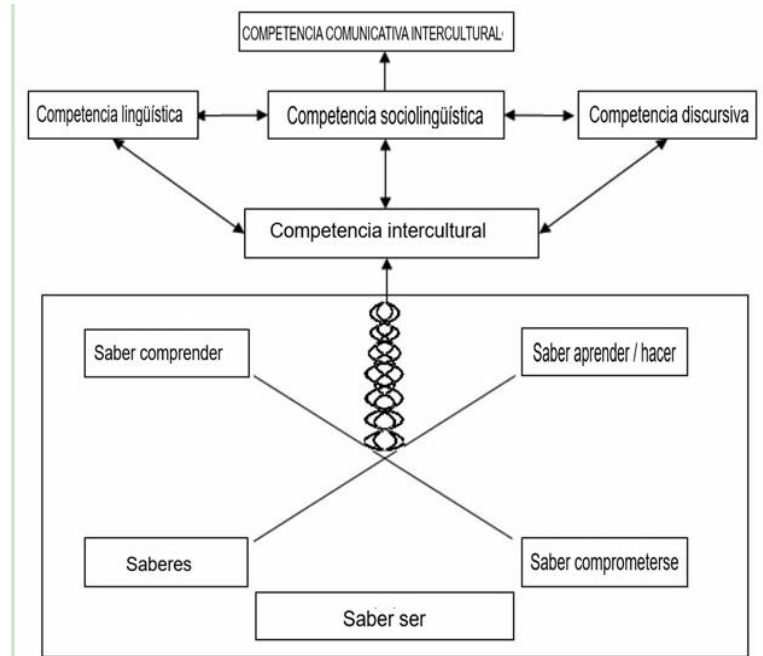 COMPETENCIA COMUNICATIVA INTERCULTURAL
Competencia lingüística
Competencia sociolingüística
Competencia discursiva
Competencia intercultural
Saber comprender
Saber aprender / hacer
Saberes
Saber comprometerse
Saber ser